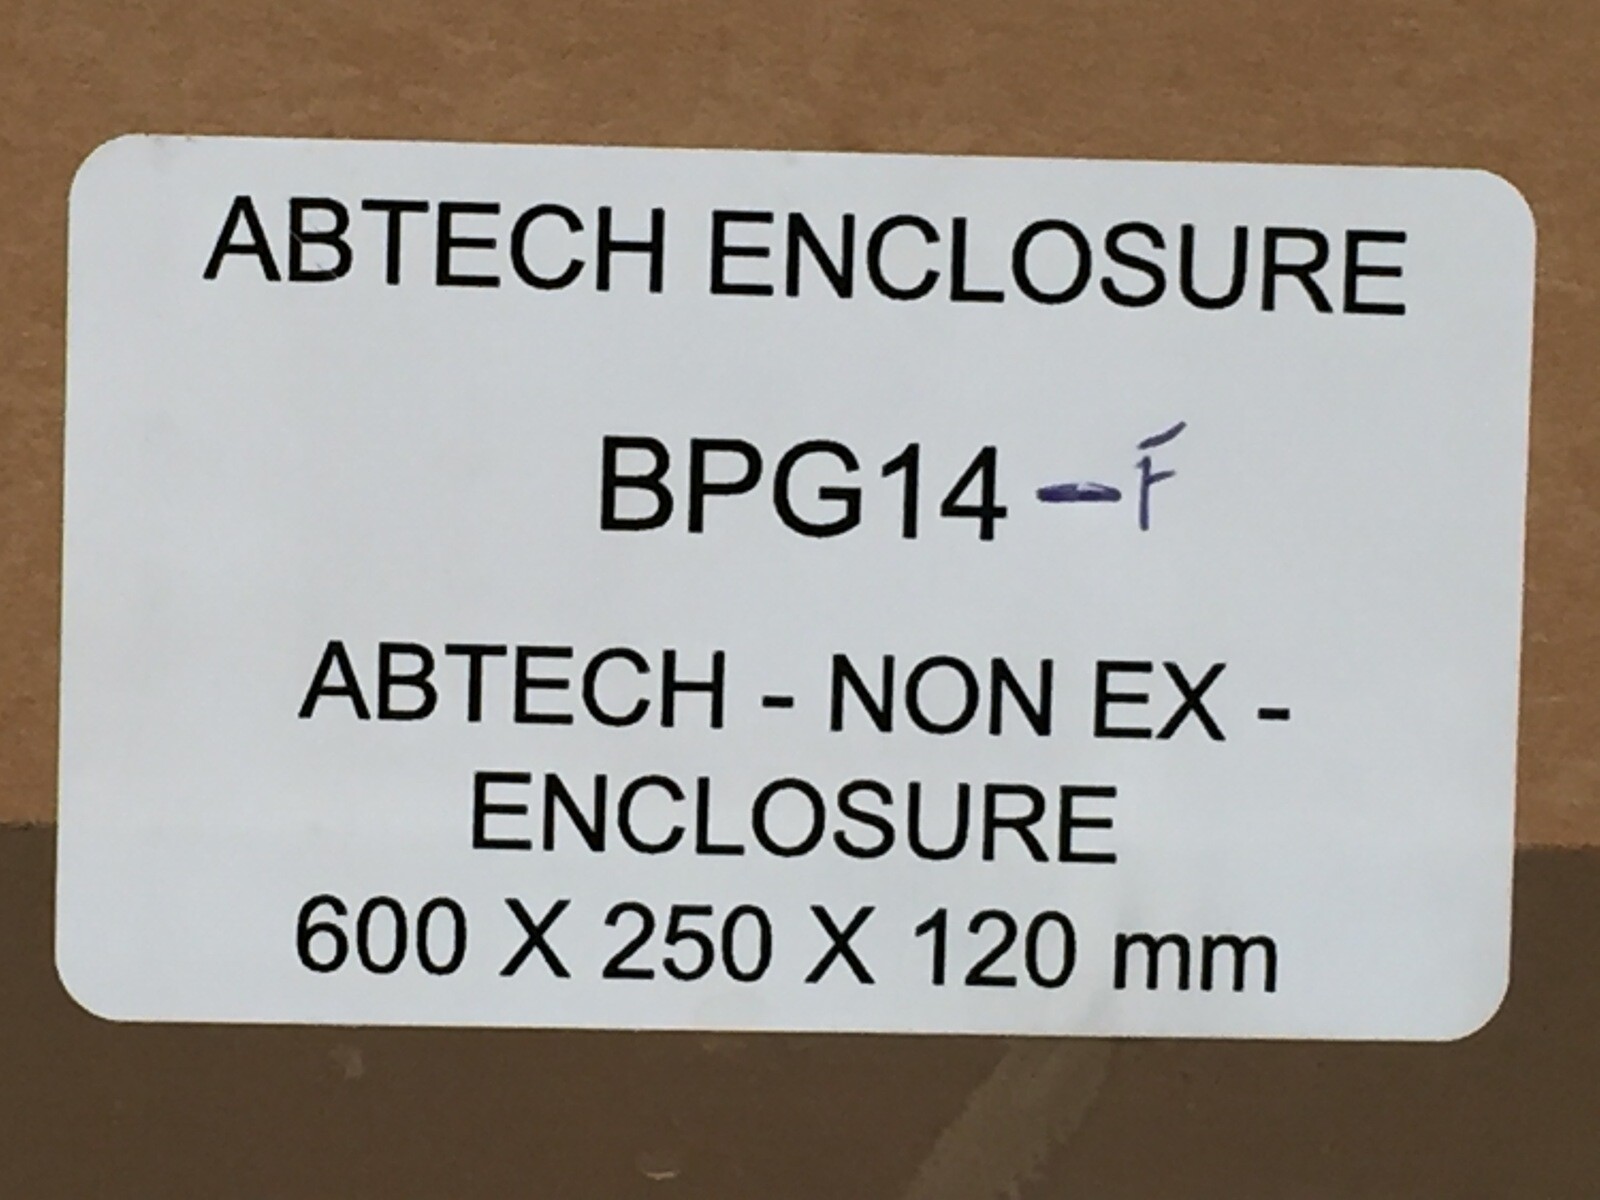 ABTECH ENCLOSURE
BPG14-F
ABTECH - NON EX -
ENCLOSURE
600 X 250 X 120 mm